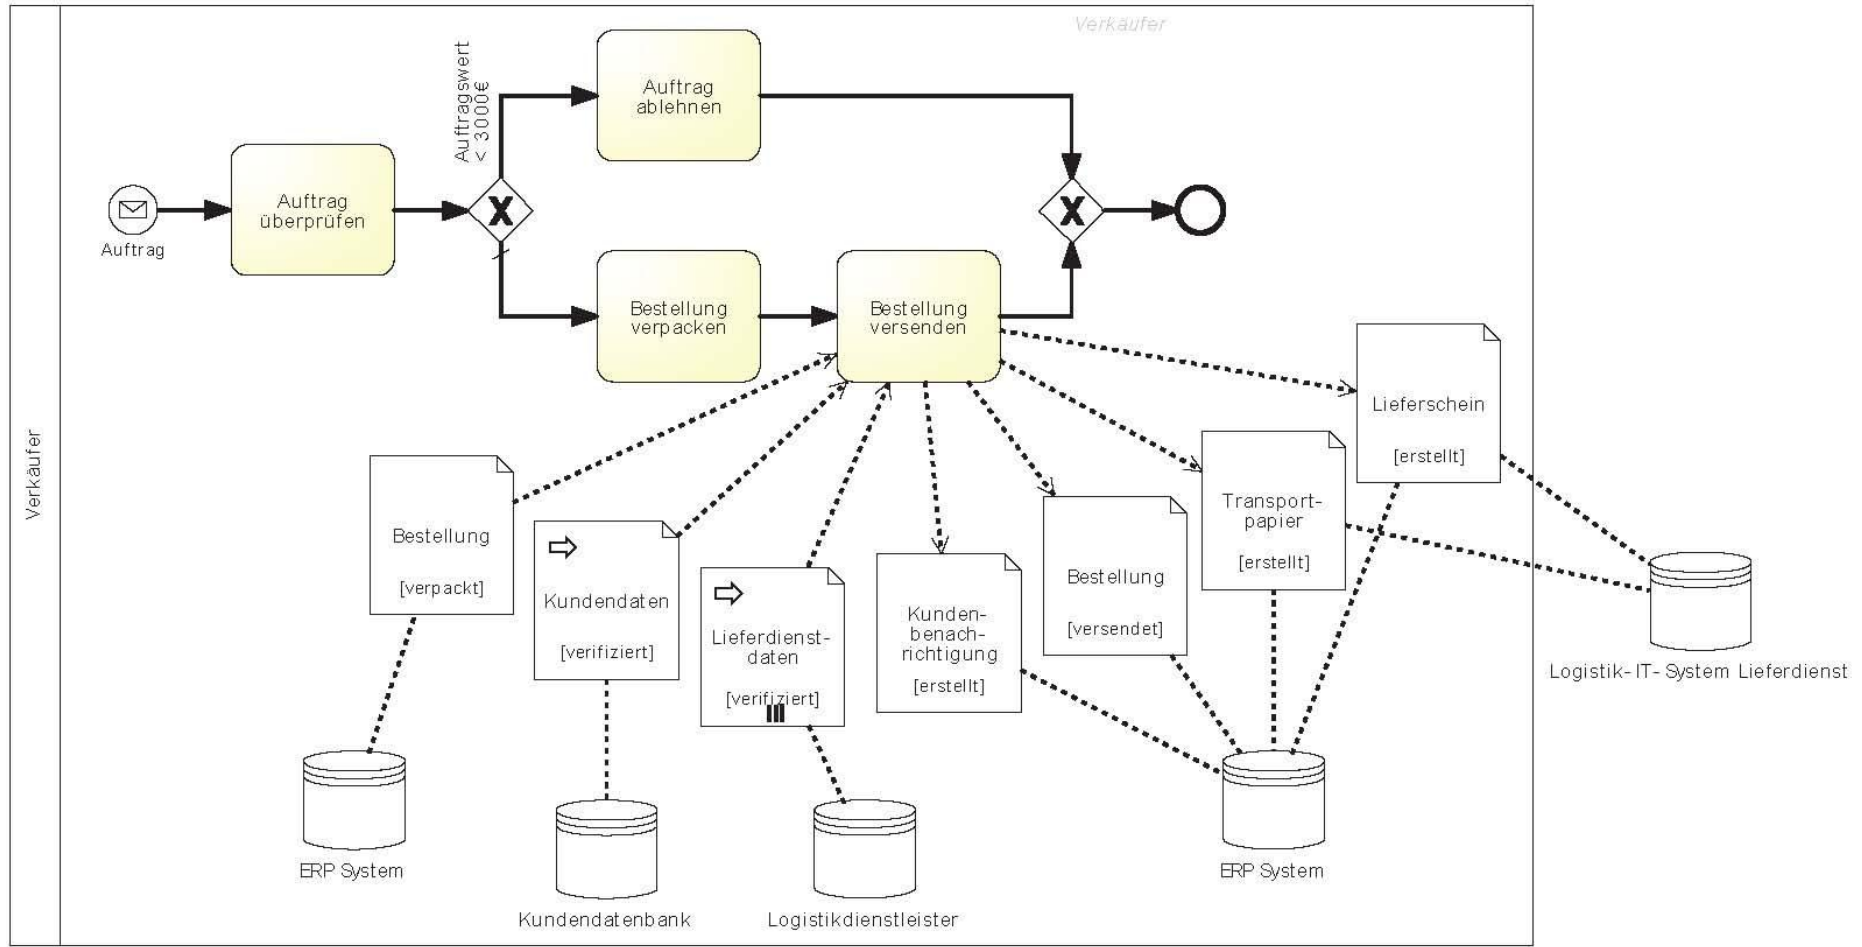 Verkäufer
Verkäufer
Auftragswert
< 3000€
Auftrag
ablehnen
Auftrag
überprüfen
Auftrag
Bestellung
verpacken
Bestellung
versenden
Lieferschein
[erstellt]
Transport-
papier
[erstellt]
Bestellung
[verpackt]
Kundendaten
[verifiziert]
Lieferdienst-
daten
[verifiziert]
Kunden-
benach-
richtigung
[erstellt]
Bestellung
[versendet]
Logistik-IT-System Lieferdienst
ERP System
Kundendatenbank
Logistikdienstleister
ERP System